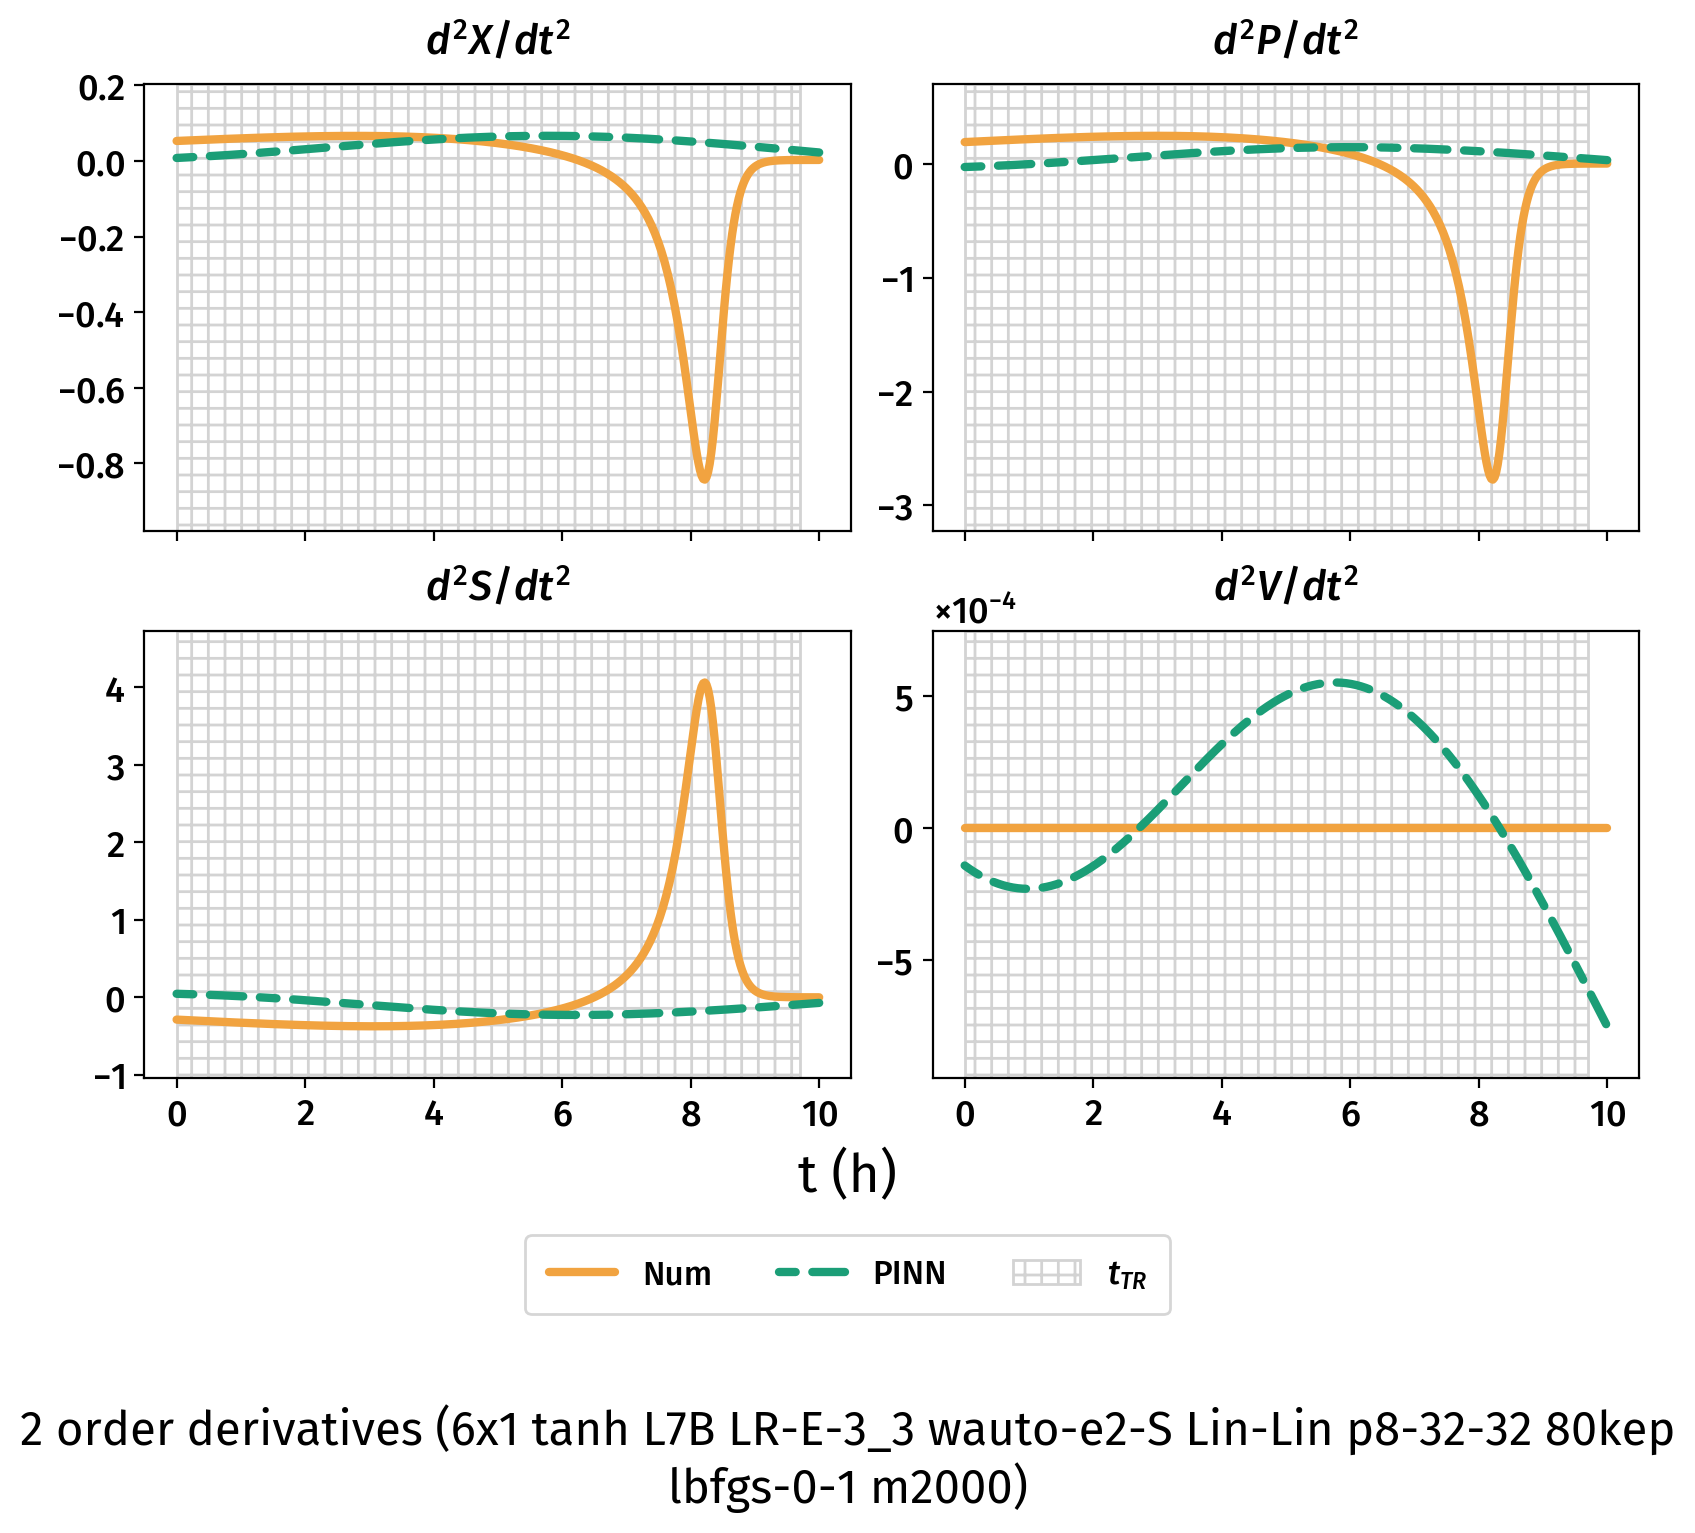 d²X/dt²
d²P/dt²
0.2
0.0
−0.2
−0.4
−0.6
−0.8
0
−1
−2
−3
d²S/dt²
d²V/dt²
×10⁻⁴
4
3
2
1
0
−1
5
0
−5
0 2 4 6 8 10
0 2 4 6 8 10
t (h)
Num PINN t_TR
2 order derivatives (6x1 tanh L7B LR-E-3_3 wauto-e2-S Lin-Lin p8-32-32 80kep
lbfgs-0-1 m2000)